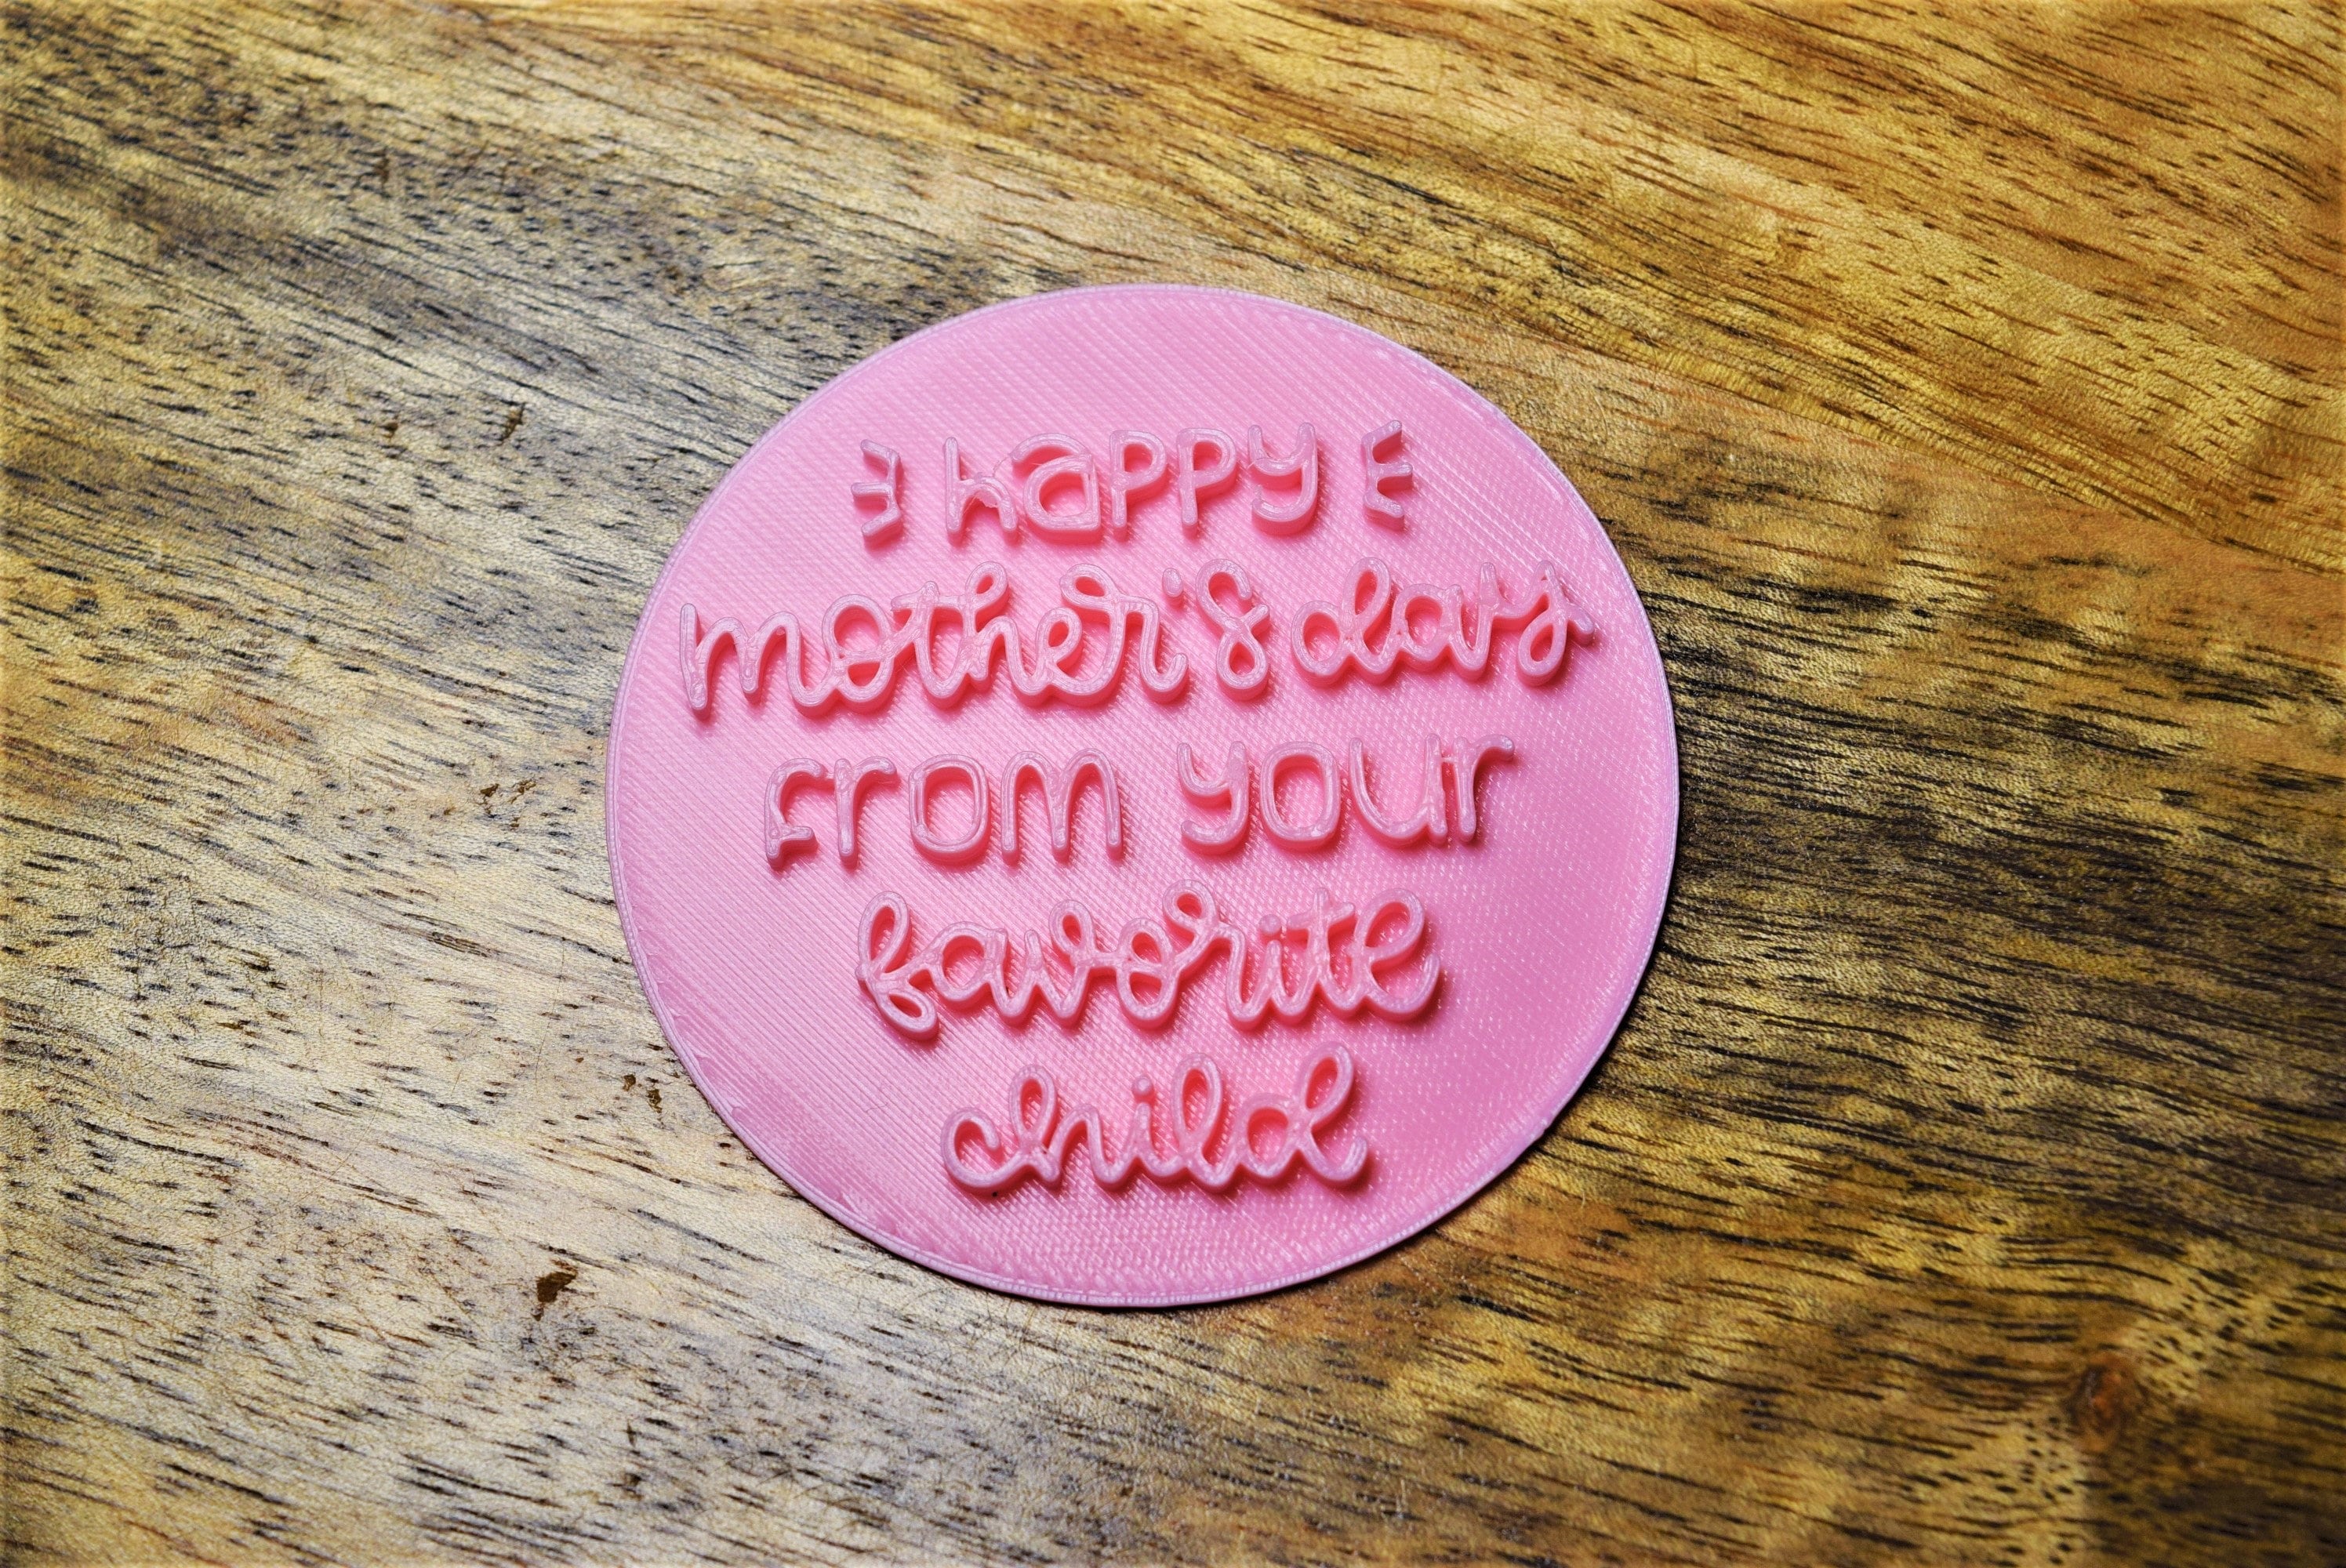 happy
mother's day
from your
favorite
child